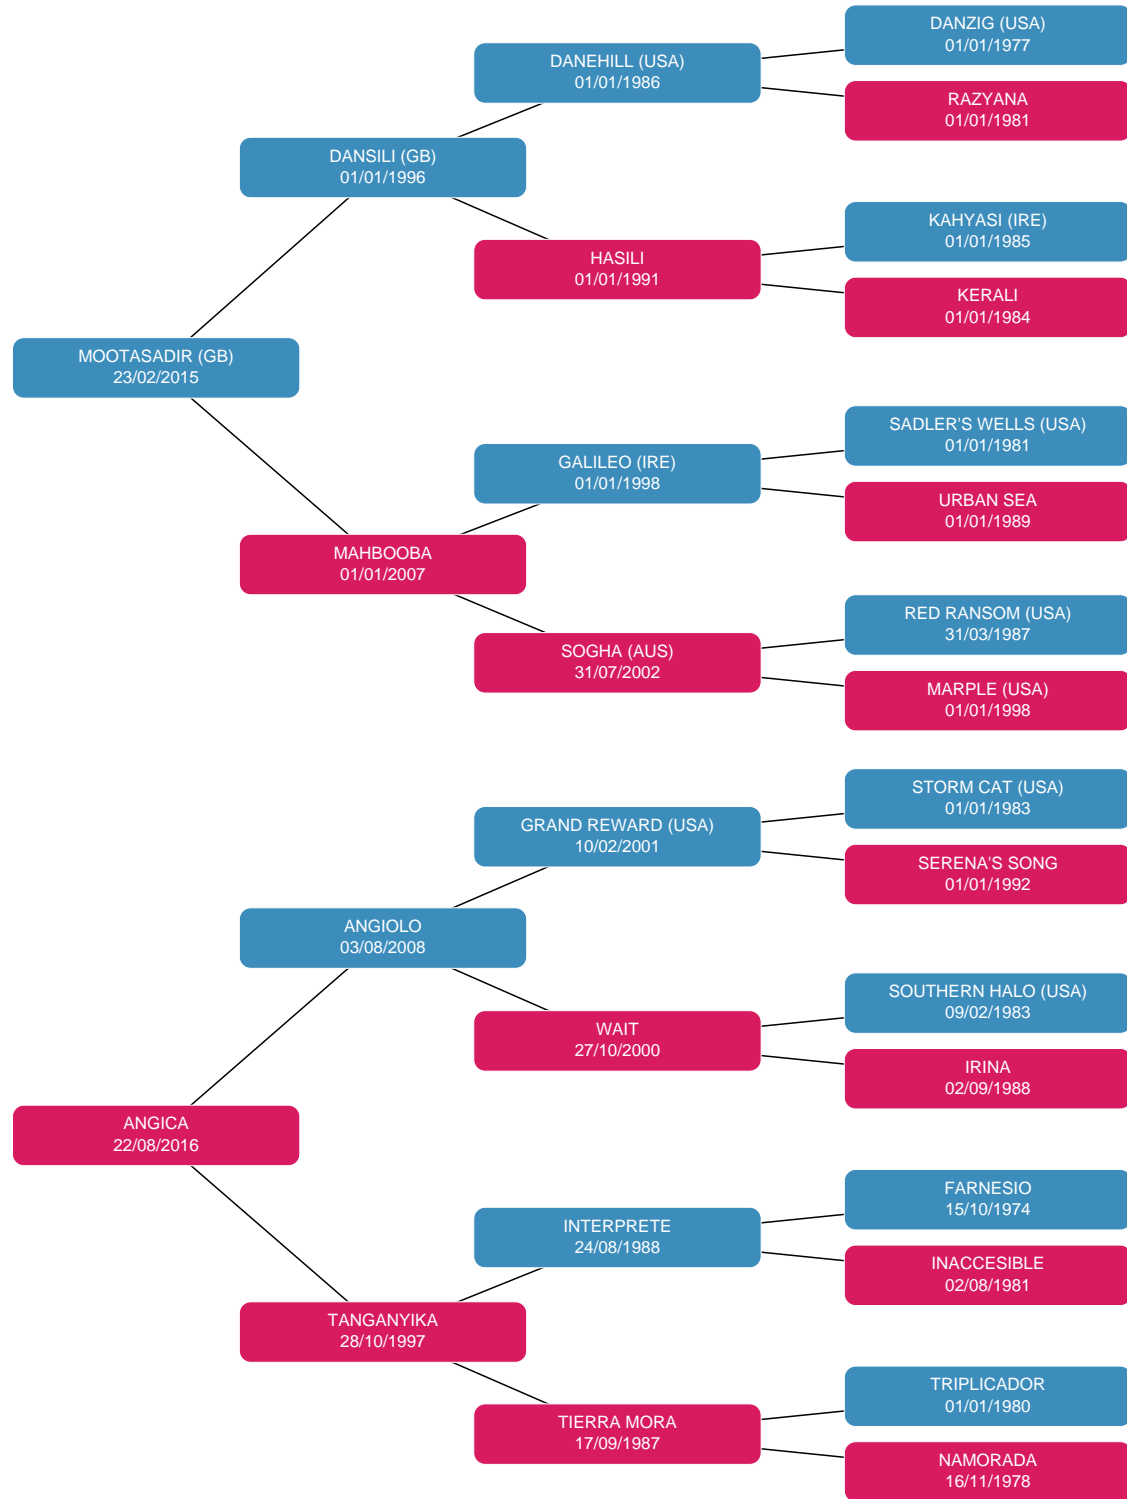 DANZIG (USA)
01/01/1977
DANEHILL (USA)
01/01/1986
RAZYANA
01/01/1981
DANSILI (GB)
01/01/1996
KAHYASI (IRE)
01/01/1985
HASILI
01/01/1991
KERALI
01/01/1984
MOOTASADIR (GB)
23/02/2015
SADLER'S WELLS (USA)
01/01/1981
GALILEO (IRE)
01/01/1998
URBAN SEA
01/01/1989
MAHBOOBA
01/01/2007
RED RANSOM (USA)
31/03/1987
SOGHA (AUS)
31/07/2002
MARPLE (USA)
01/01/1998
STORM CAT (USA)
01/01/1983
GRAND REWARD (USA)
10/02/2001
SERENA'S SONG
01/01/1992
ANGIOLO
03/08/2008
SOUTHERN HALO (USA)
09/02/1983
WAIT
27/10/2000
IRINA
02/09/1988
ANGICA
22/08/2016
FARNESIO
15/10/1974
INTERPRETE
24/08/1988
INACCESIBLE
02/08/1981
TANGANYIKA
28/10/1997
TRIPLICADOR
01/01/1980
TIERRA MORA
17/09/1987
NAMORADA
16/11/1978